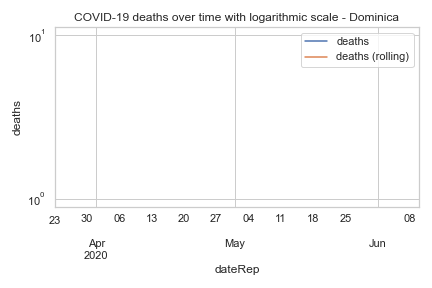 COVID-19 deaths over time with logarithmic scale - Dominica
10¹
deaths
deaths (rolling)
deaths
10⁰
23 30 06 13 20 27 04 11 18 25 08
Apr May Jun
2020
dateRep